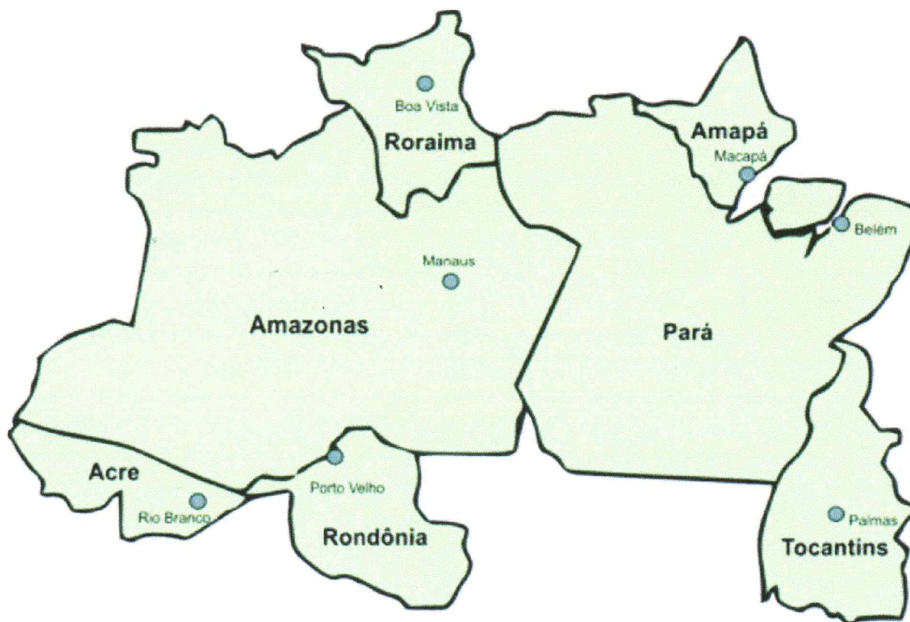 Boa Vista
Roraima
Amapá
Macapá
Belém
Manaus
Amazonas
Pará
Acre
Rio Branco
Porto Velho
Rondônia
Palmas
Tocantins